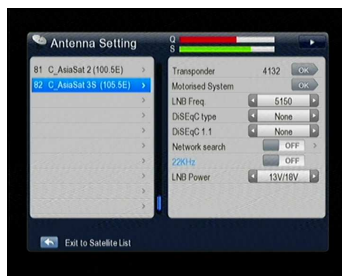 Antenna Setting
Q
S
81 C_AsiaSat 2 (100.5E)
82 C_AsiaSat 3S (105.5E)
Transponder 4132 OK
Motorised System OK
LNB Freq. 5150
DiSEqC type None
DiSEqC 1.1 None
Network search OFF
22KHz OFF
LNB Power 13V/18V
Exit to Satellite List